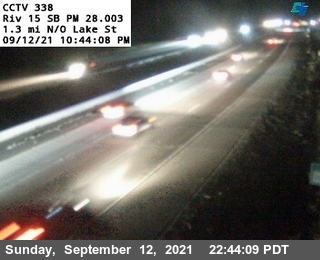 CCTV 338
Riv 15 SB PM 28.003
1.3 mi N/O Lake St
09/12/21 10:44:08 PM
Sunday, September 12, 2021 22:44:09 PDT